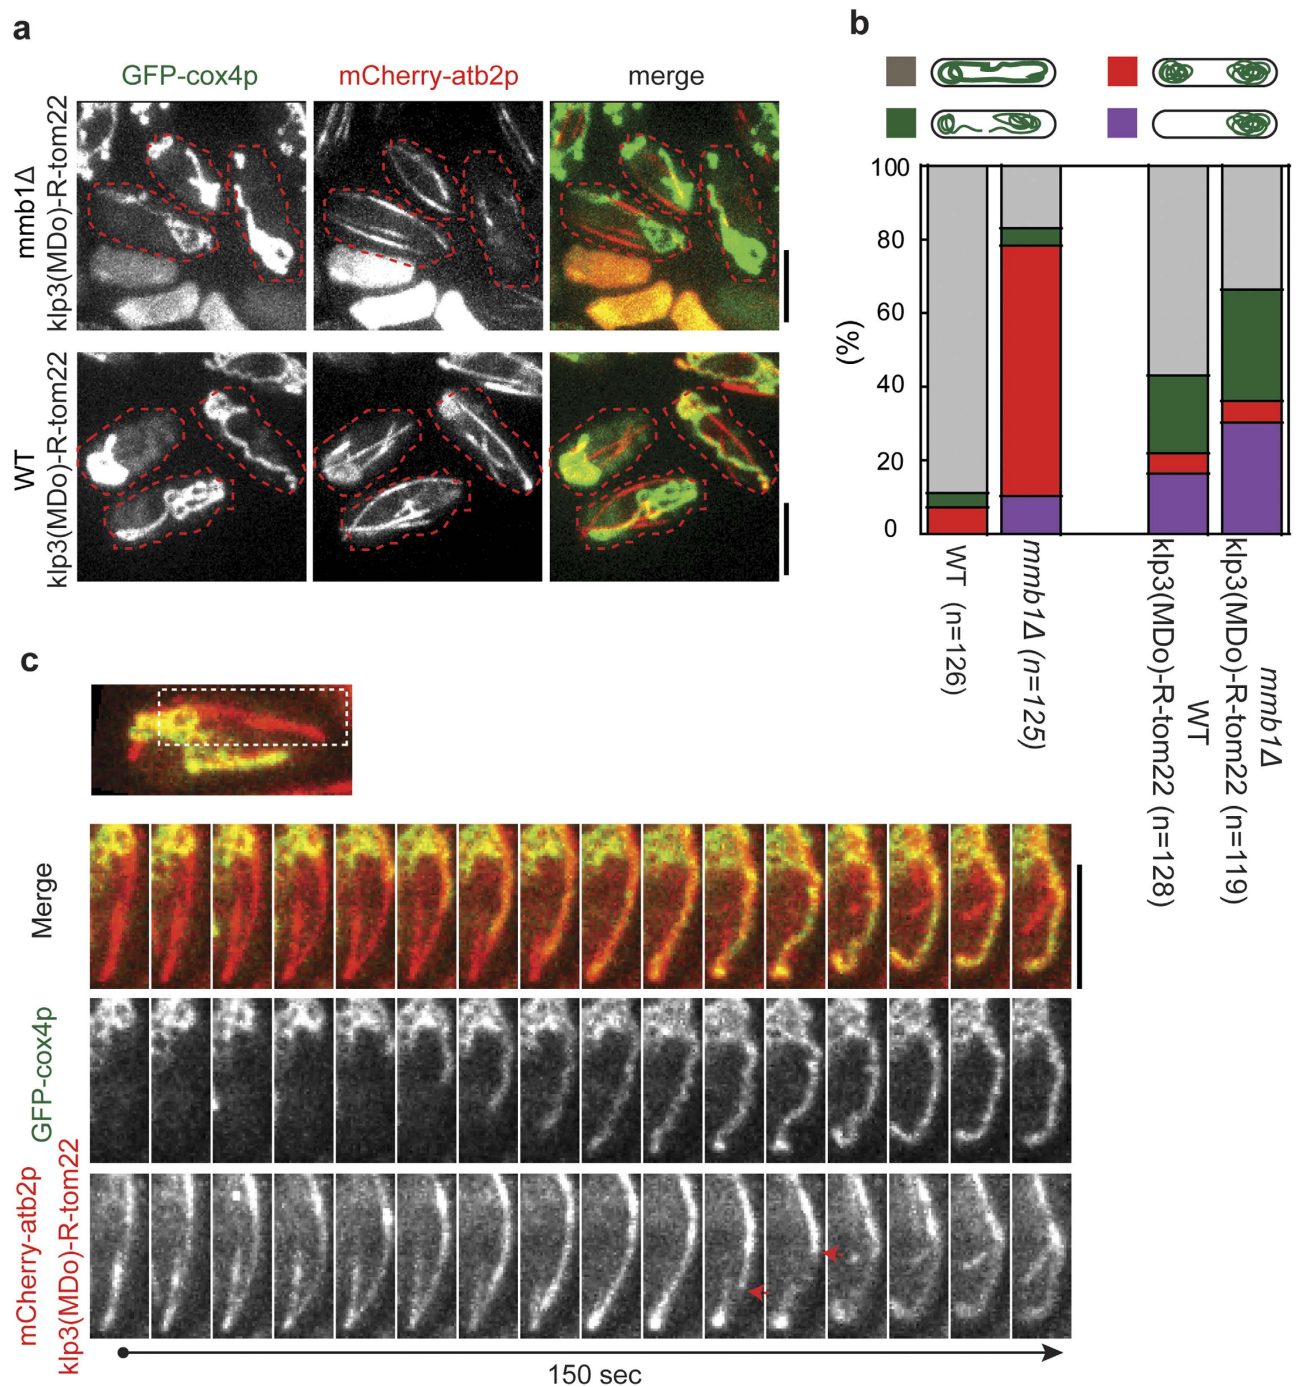 a
GFP-cox4p
mCherry-atb2p
merge
mmb1Δ
klp3(MDo)-R-tom22
WT
klp3(MDo)-R-tom22
b
100
80
60
40
20
0
(%)
WT (n=126)
mmb1Δ (n=125)
WT
klp3(MDo)-R-tom22 (n=128)
mmb1Δ
klp3(MDo)-R-tom22 (n=119)
c
Merge
GFP-cox4p
mCherry-atb2p
klp3(MDo)-R-tom22
150 sec